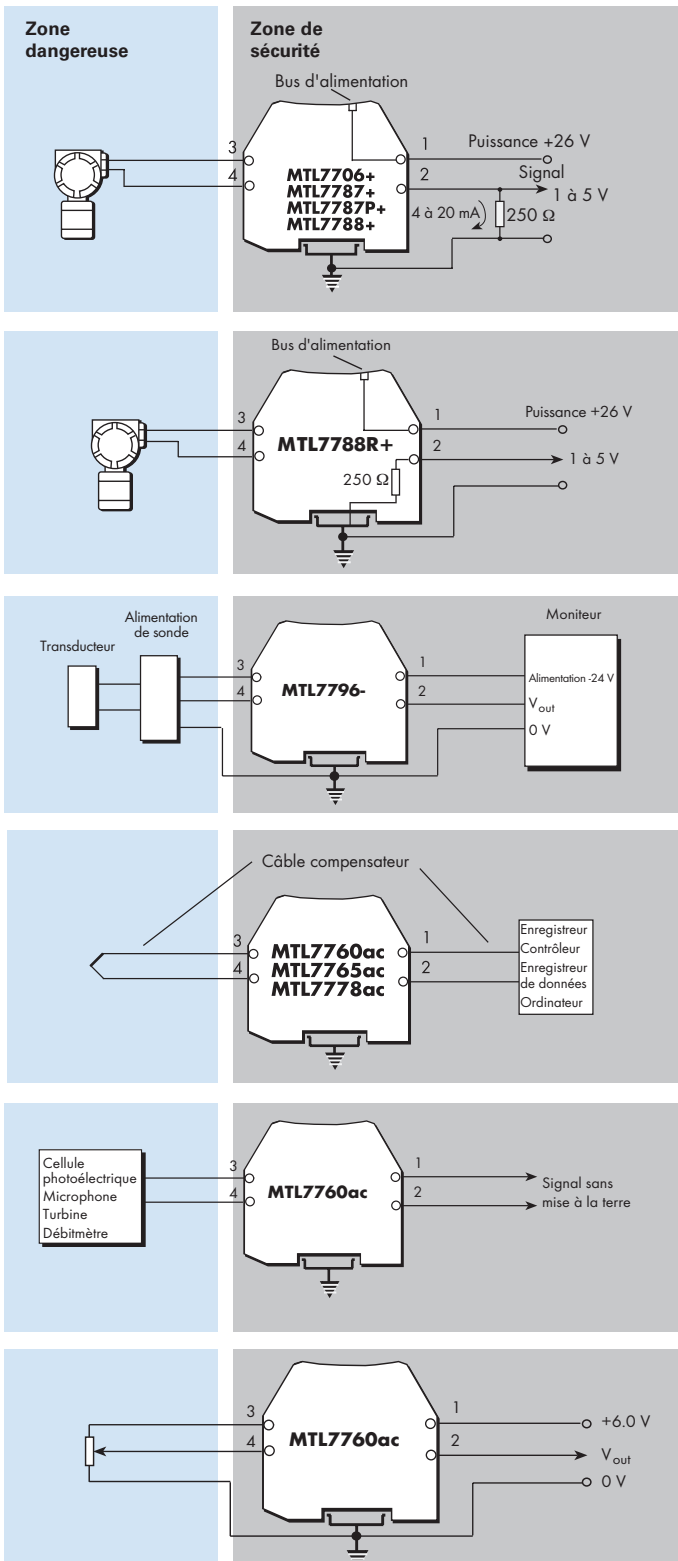 Zone
dangereuse
Zone de
sécurité
Bus d'alimentation
3
4
MTL7706+
MTL7787+
MTL7787P+
MTL7788+
1
2
Puissance +26 V
Signal
1 à 5 V
4 à 20 mA
250 Ω
Bus d'alimentation
3
4
MTL7788R+
250 Ω
1
2
Puissance +26 V
1 à 5 V
Transducteur
Alimentation
de sonde
3
4
MTL7796-
1
2
Moniteur
Alimentation -24 V
Vout
0 V
Câble compensateur
3
4
MTL7760ac
MTL7765ac
MTL7778ac
1
2
Enregistreur
Contrôleur
Enregistreur
de données
Ordinateur
Cellule
photoélectrique
Microphone
Turbine
Débitmètre
3
4
MTL7760ac
1
2
Signal sans
mise à la terre
3
4
MTL7760ac
1
2
+6.0 V
Vout
0 V